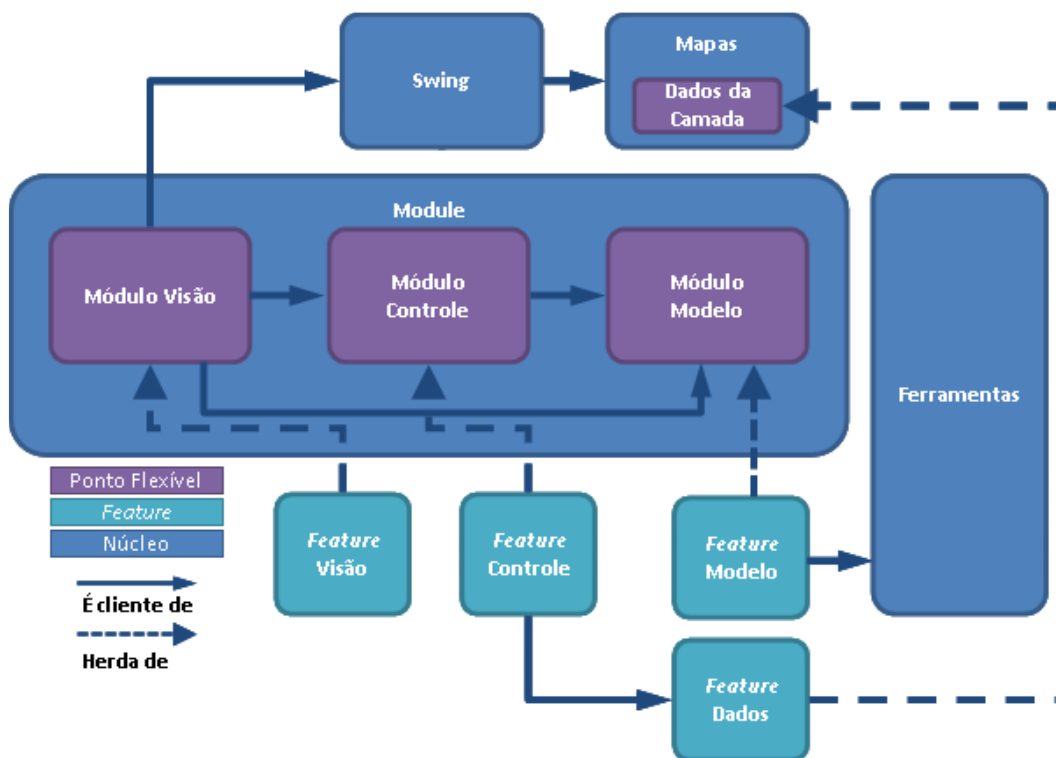 Mapas
Swing
Dados da
Camada
Module
Módulo Visão
Módulo
Controle
Módulo
Modelo
Ferramentas
Ponto Flexível
Feature
Núcleo
É cliente de
Herda de
Feature
Visão
Feature
Controle
Feature
Modelo
Feature
Dados